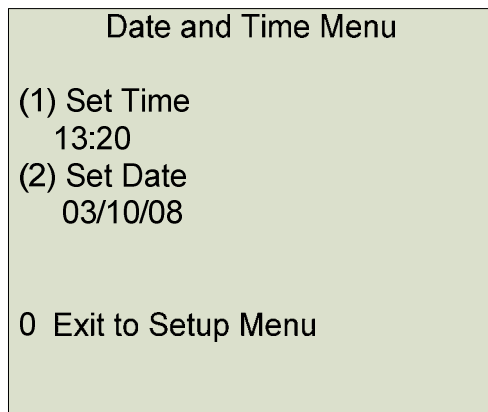 Date and Time Menu
(1) Set Time
13:20
(2) Set Date
03/10/08
0 Exit to Setup Menu